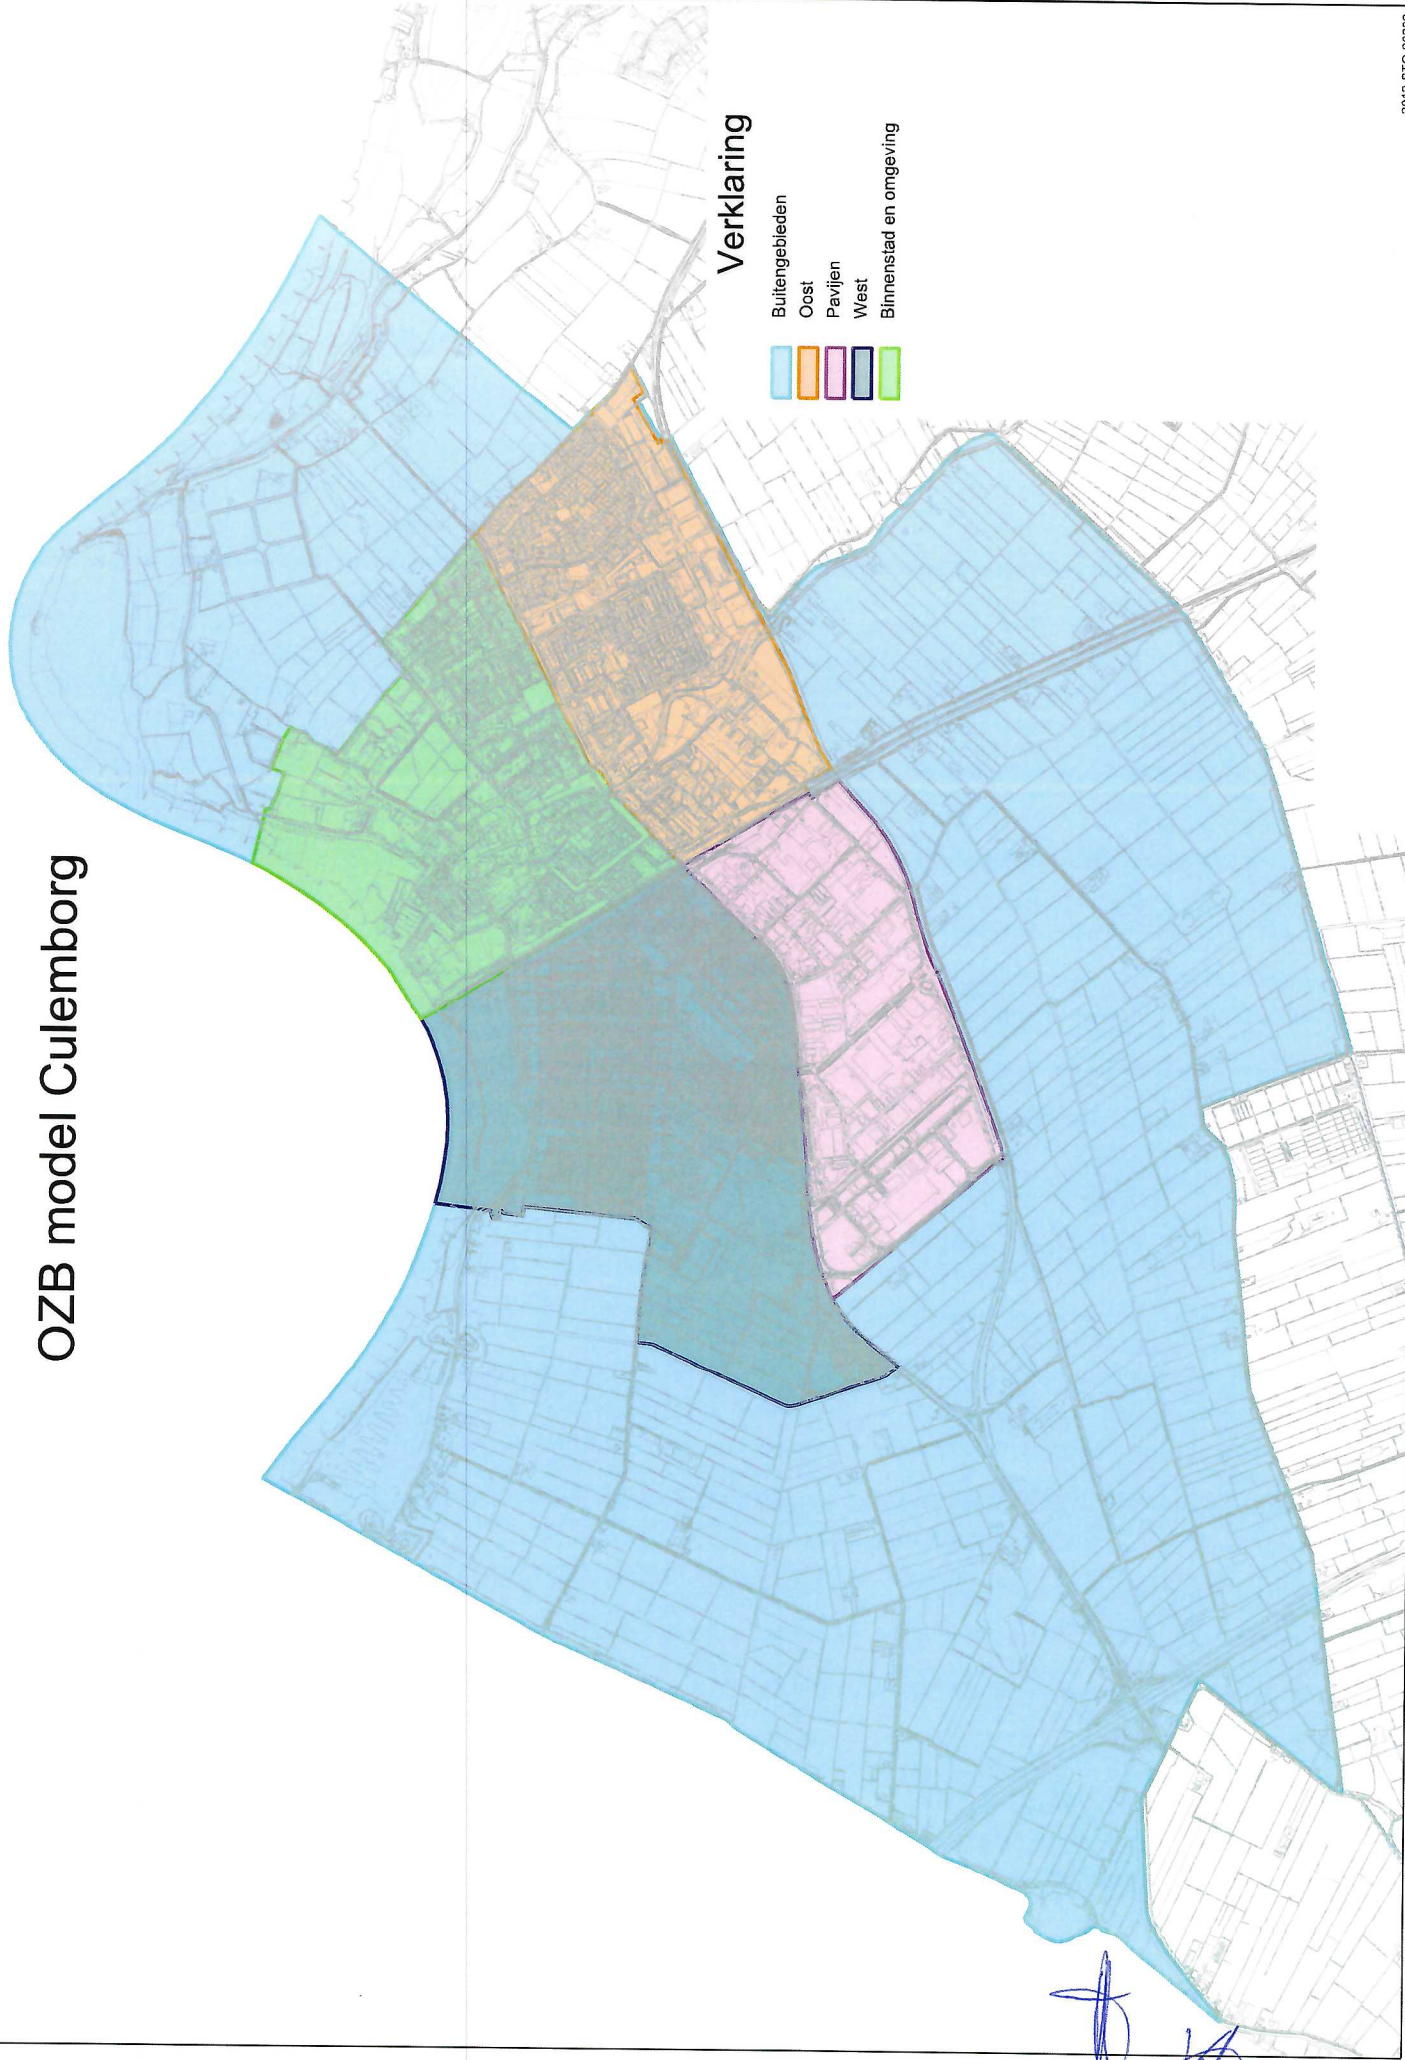 OZB model Culemborg
Verklaring
Buitengebieden
Oost
Pavijen
West
Binnenstad en omgeving